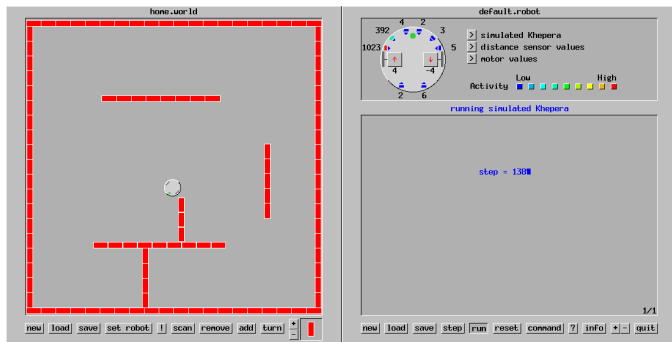 home.world
new load save set robot ! scan remove add turn + -
default.robot
4 2
392 3
1023 5
4 -4
2 6
> simulated Khepera
> distance sensor values
> motor values
Low High
Activity
running simulated Khepera
step = 130
1/1
new load save step run reset command ? info + - quit